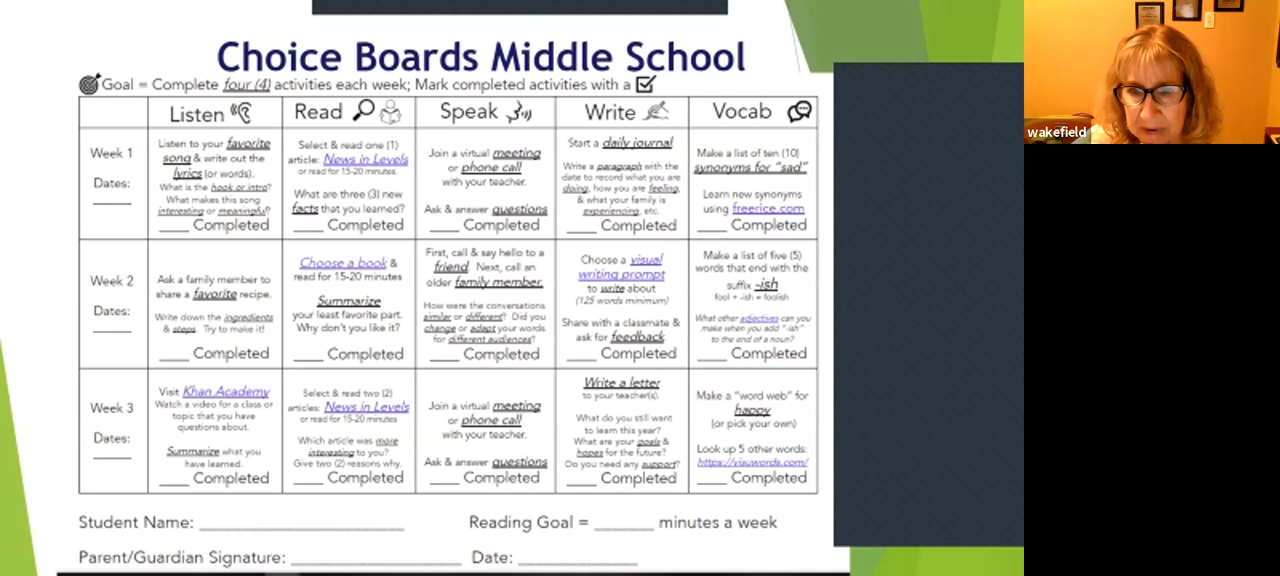 Choice Boards Middle School
Goal = Complete four (4) activities each week; Mark completed activities with a
Listen
Read
Speak
Write
Vocab
Week 1
Dates:
Listen to your favorite
song & write out the
lyrics (or words).
What is the hook or intro?
What makes this song
interesting or meaningful?
____ Completed
Select & read one (1)
article: News in Levels
or read for 15-20 minutes
What are three (3) new
facts that you learned?
____ Completed
Join a virtual meeting
or phone call
with your teacher.
Ask & answer questions
____ Completed
Start a daily journal
Write a paragraph with the
date to record what you are
doing, how you are feeling,
& what your family is
experiencing, etc.
____ Completed
Make a list of ten (10)
synonyms for "sad"
Learn new synonyms
using freerice.com
____ Completed
Week 2
Dates:
Ask a family member to
share a favorite recipe.
Write down the ingredients
& steps. Try to make it!
____ Completed
Choose a book &
read for 15-20 minutes
Summarize
your least favorite part.
Why don't you like it?
____ Completed
First, call & say hello to a
friend. Next, call an
older family member.
How were the conversations
similar or different? Did you
change or adapt your words
for different audiences?
____ Completed
Choose a visual
writing prompt
to write about
(125 words minimum)
Share with a classmate &
ask for feedback
____ Completed
Make a list of five (5)
words that end with the
suffix -ish
fool + -ish = foolish
What other adjectives can you
make when you add "-ish"
to the end of a noun?
____ Completed
Week 3
Dates:
Visit Khan Academy
Watch a video for a class or
topic that you have
questions about.
Summarize what you
have learned.
____ Completed
Select & read two (2)
articles: News in Levels
or read for 15-20 minutes
Which article was more
interesting to you?
Give two (2) reasons why.
____ Completed
Join a virtual meeting
or phone call
with your teacher.
Ask & answer questions
____ Completed
Write a letter
to your teacher(s).
What do you still want
to learn this year?
What are your goals &
hopes for the future?
Do you need any support?
____ Completed
Make a "word web" for
happy
(or pick your own)
Look up 5 other words:
https://visuwords.com/
____ Completed
Student Name: ____ Reading Goal = ____ minutes a week
Parent/Guardian Signature: ____ Date: ____
wakefield